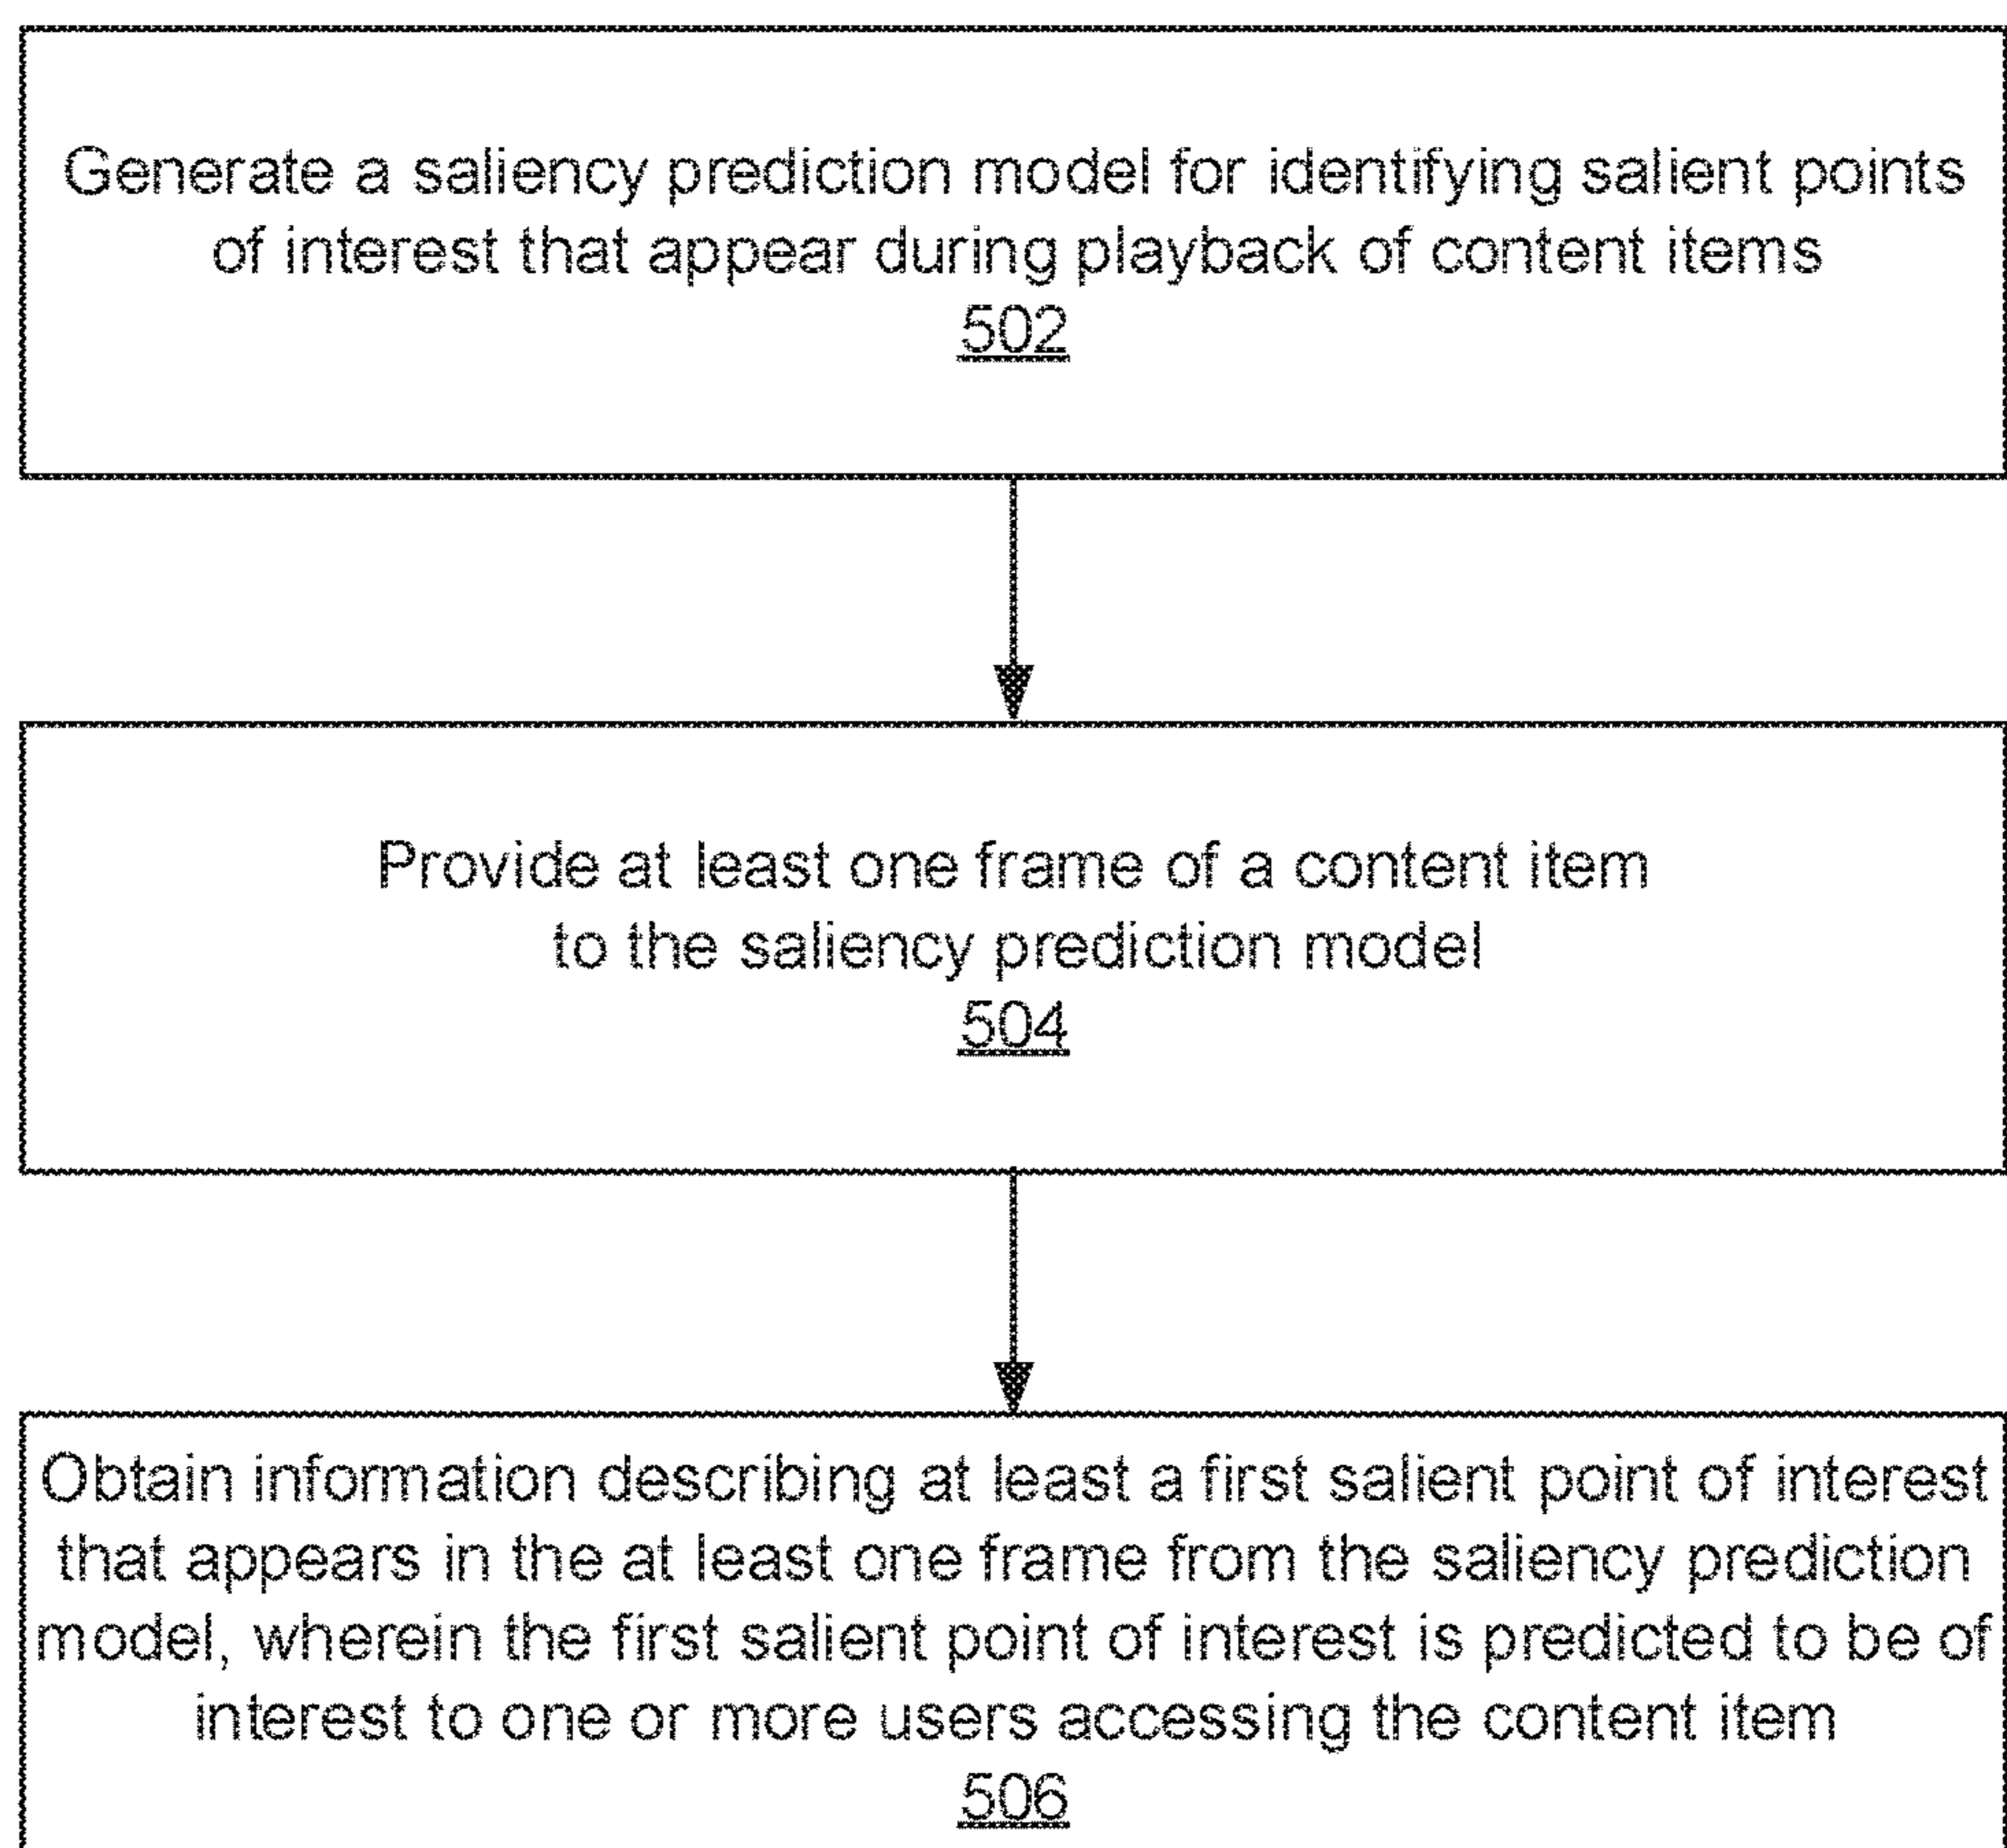 Generate a saliency prediction model for identifying salient points
of interest that appear during playback of content items
502
Provide at least one frame of a content item
to the saliency prediction model
504
Obtain information describing at least a first salient point of interest
that appears in the at least one frame from the saliency prediction
model, wherein the first salient point of interest is predicted to be of
interest to one or more users accessing the content item
506